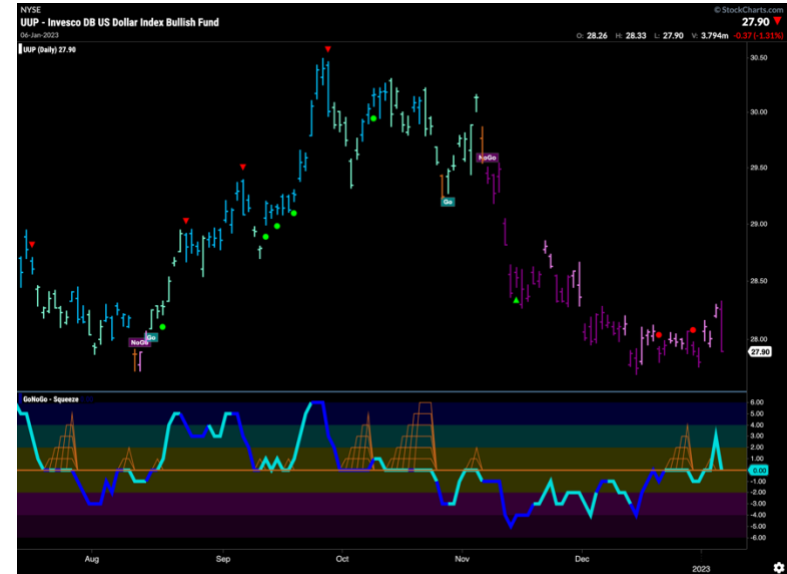 NYSE
© StockCharts.com
UUP - Invesco DB US Dollar Index Bullish Fund
27.90
06-Jan-2023
O: 28.26 H: 28.33 L: 27.90 V: 3.794m -0.37 (-1.31%)
UUP (Daily) 27.90
30.50
30.00
29.50
NoGo
Go
29.00
28.50
28.00
NoGo
Go
27.90
GoNoGo - Squeeze
6.00
5.00
4.00
3.00
2.00
1.00
0.00
-1.00
-2.00
-3.00
-4.00
-5.00
-6.00
Aug Sep Oct Nov Dec 2023